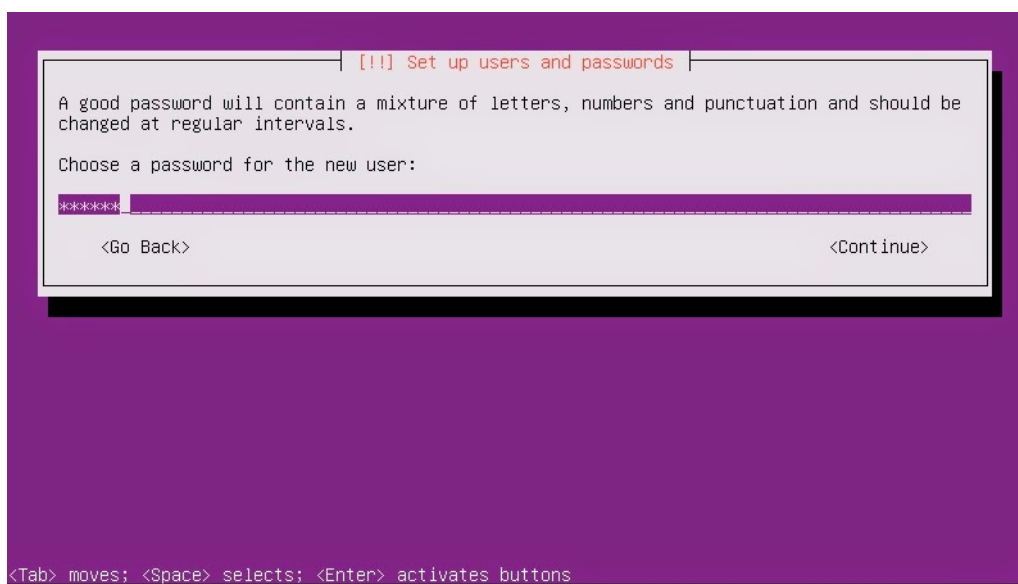 [!!] Set up users and passwords
A good password will contain a mixture of letters, numbers and punctuation and should be
changed at regular intervals.
Choose a password for the new user:
******
<Go Back> <Continue>
<Tab> moves; <Space> selects; <Enter> activates buttons